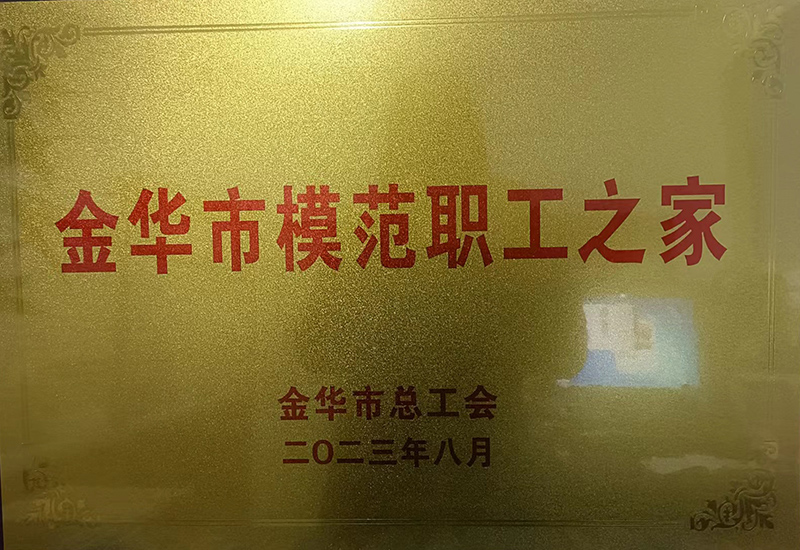 金华市模范职工之家
金华市总工会
二〇二三年八月